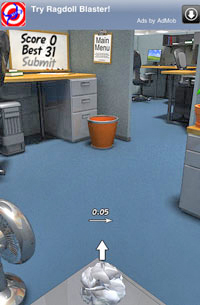 Try Ragdoll Blaster!
Ads by AdMob
Score 0
Best 31
Submit
Main
Menu
0:05